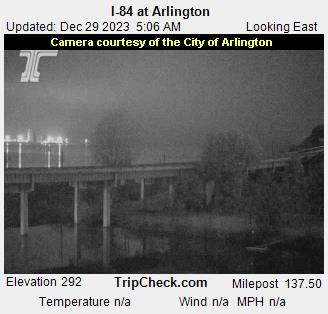 I-84 at Arlington
Updated: Dec 29 2023 5:06 AM Looking East
Camera courtesy of the City of Arlington
Elevation 292 TripCheck.com Milepost 137.50
Temperature n/a Wind n/a MPH n/a